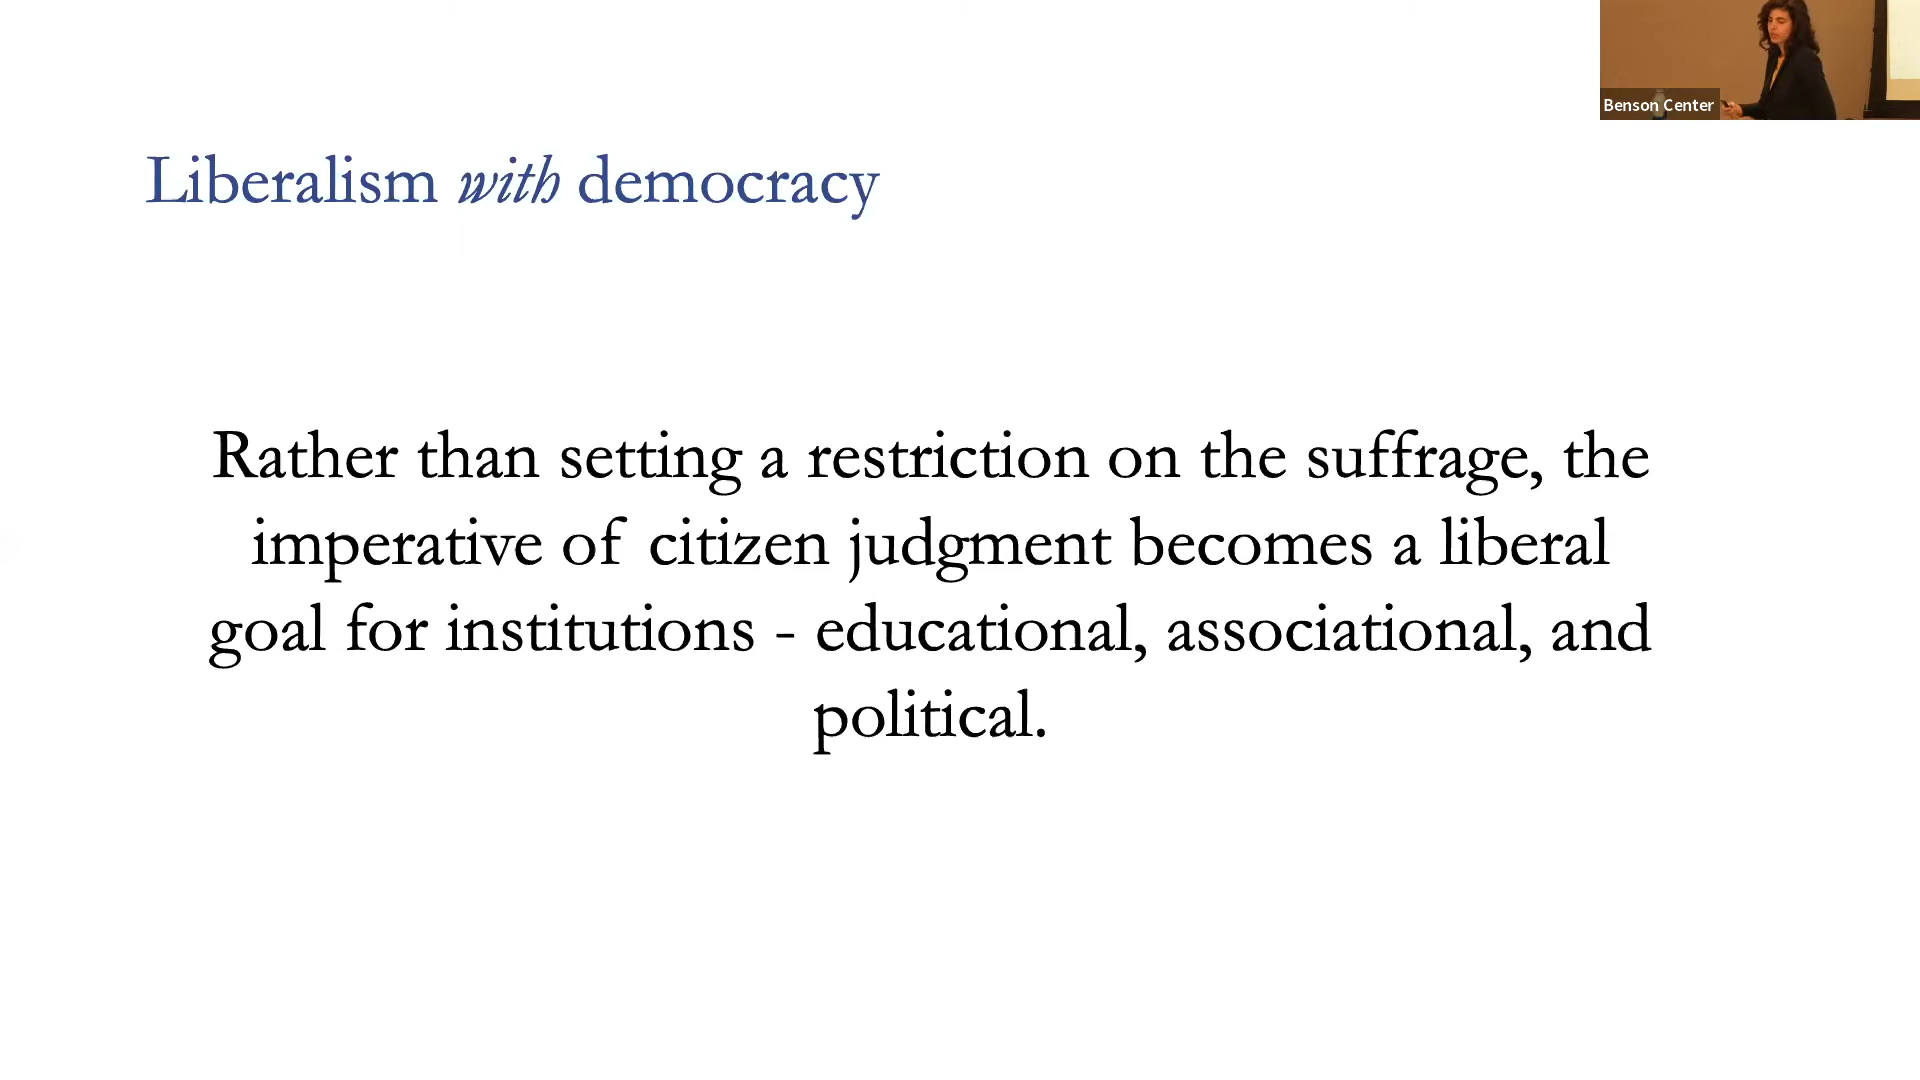 Benson Center
Liberalism with democracy
Rather than setting a restriction on the suffrage, the
imperative of citizen judgment becomes a liberal
goal for institutions - educational, associational, and
political.